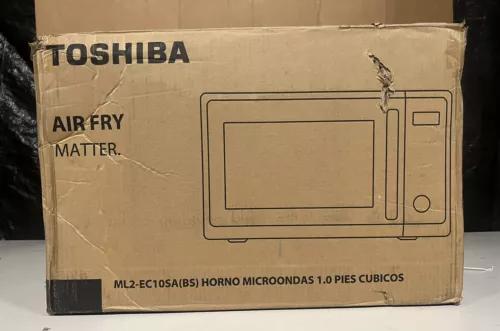 TOSHIBA
AIR FRY
MATTER.
ML2-EC10SA(BS) HORNO MICROONDAS 1.0 PIES CUBICOS